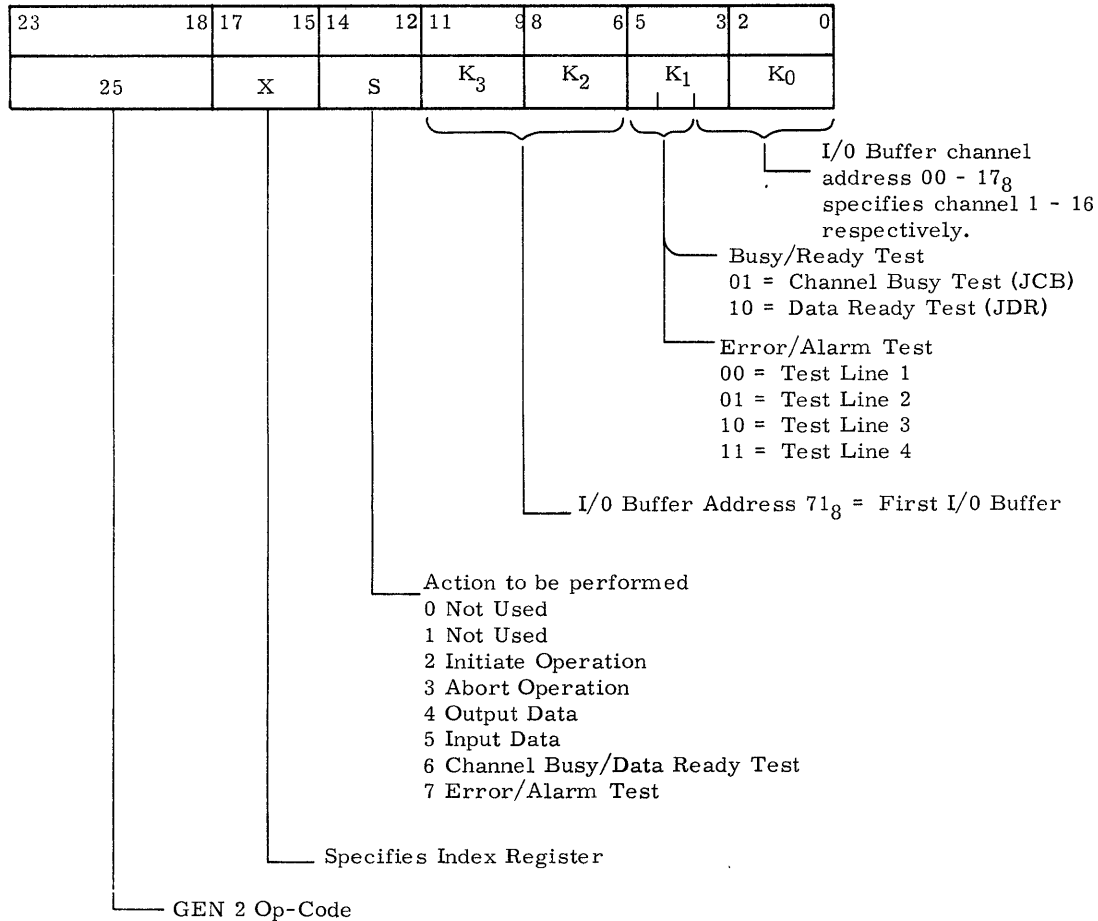 23 18 17 15 14 12 11 9 8 6 5 3 2 0
25 X S K3 K2 K1 K0
I/0 Buffer channel
address 00 - 17₈
specifies channel 1 - 16
respectively.
Busy/Ready Test
01 = Channel Busy Test (JCB)
10 = Data Ready Test (JDR)
Error/Alarm Test
00 = Test Line 1
01 = Test Line 2
10 = Test Line 3
11 = Test Line 4
I/0 Buffer Address 71₈ = First I/0 Buffer
Action to be performed
0 Not Used
1 Not Used
2 Initiate Operation
3 Abort Operation
4 Output Data
5 Input Data
6 Channel Busy/Data Ready Test
7 Error/Alarm Test
Specifies Index Register
GEN 2 Op-Code